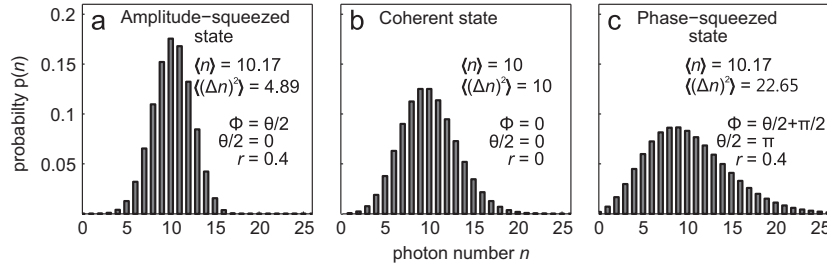 a Amplitude−squeezed
state
⟨n⟩ = 10.17
⟨(Δn)²⟩ = 4.89
Φ = θ/2
θ/2 = 0
r = 0.4
b Coherent state
⟨n⟩ = 10
⟨(Δn)²⟩ = 10
Φ = 0
θ/2 = 0
r = 0
c Phase−squeezed
state
⟨n⟩ = 10.17
⟨(Δn)²⟩ = 22.65
Φ = θ/2+π/2
θ/2 = π
r = 0.4
0.2
0.15
0.1
0.05
probabilty p(n)
0 5 10 15 20 25
0 5 10 15 20 25
0 5 10 15 20 25
photon number n